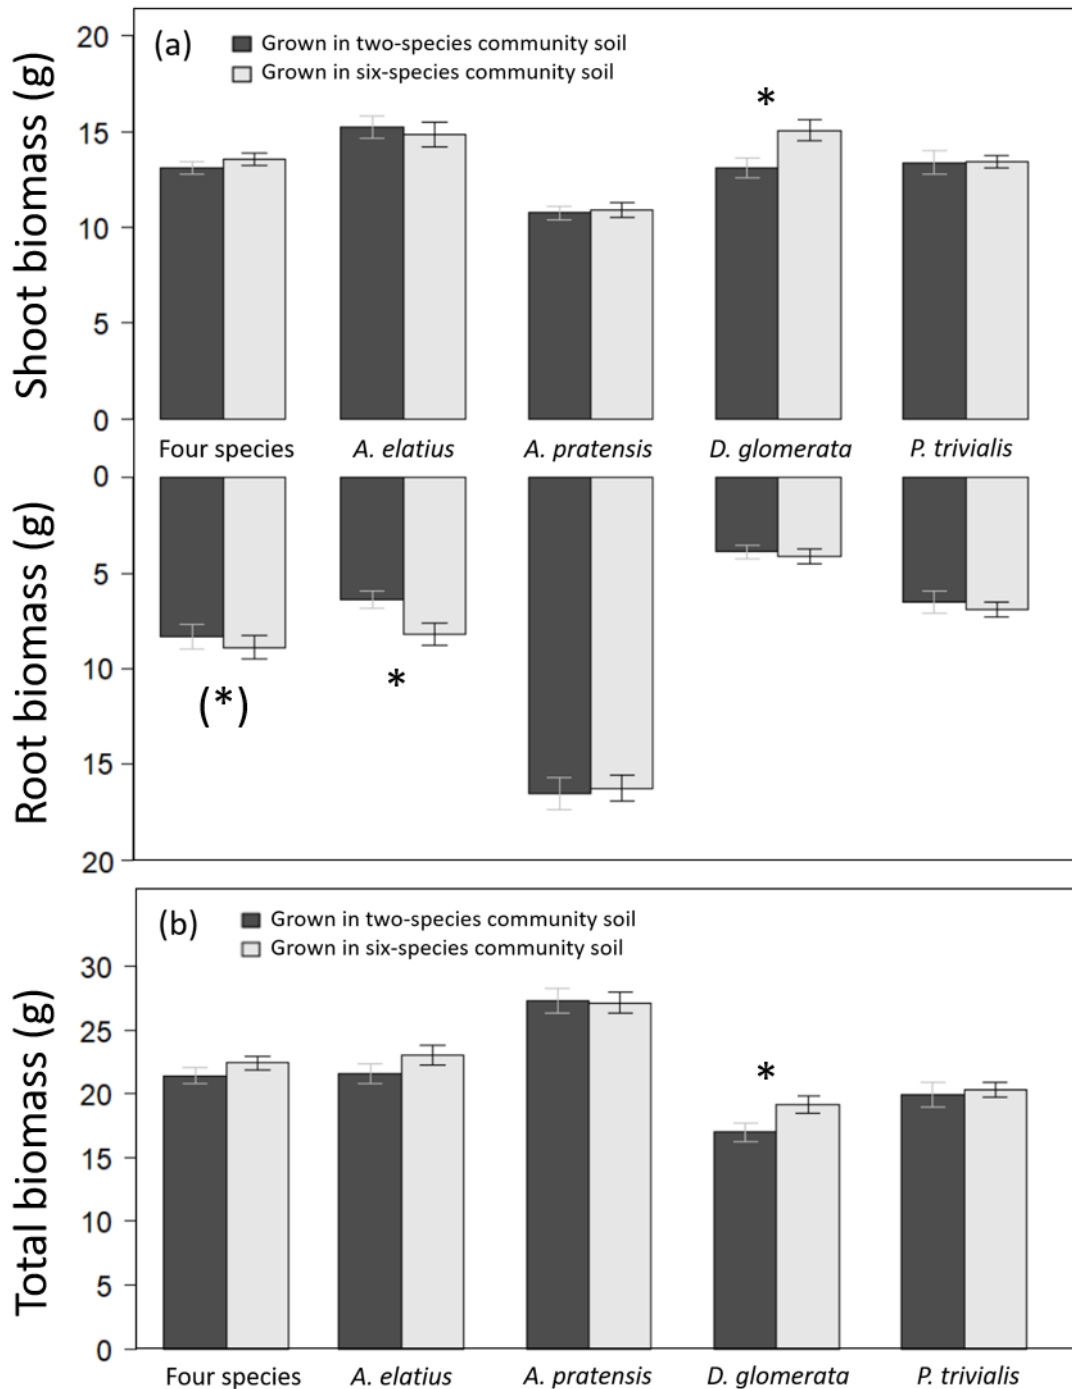 (a)
Grown in two-species community soil
Grown in six-species community soil
Shoot biomass (g)
20
15
10
5
0
*
Four species A. elatius A. pratensis D. glomerata P. trivialis
Root biomass (g)
0
5
10
15
20
(*)
*
(b)
Grown in two-species community soil
Grown in six-species community soil
Total biomass (g)
30
25
20
15
10
5
0
*
Four species A. elatius A. pratensis D. glomerata P. trivialis